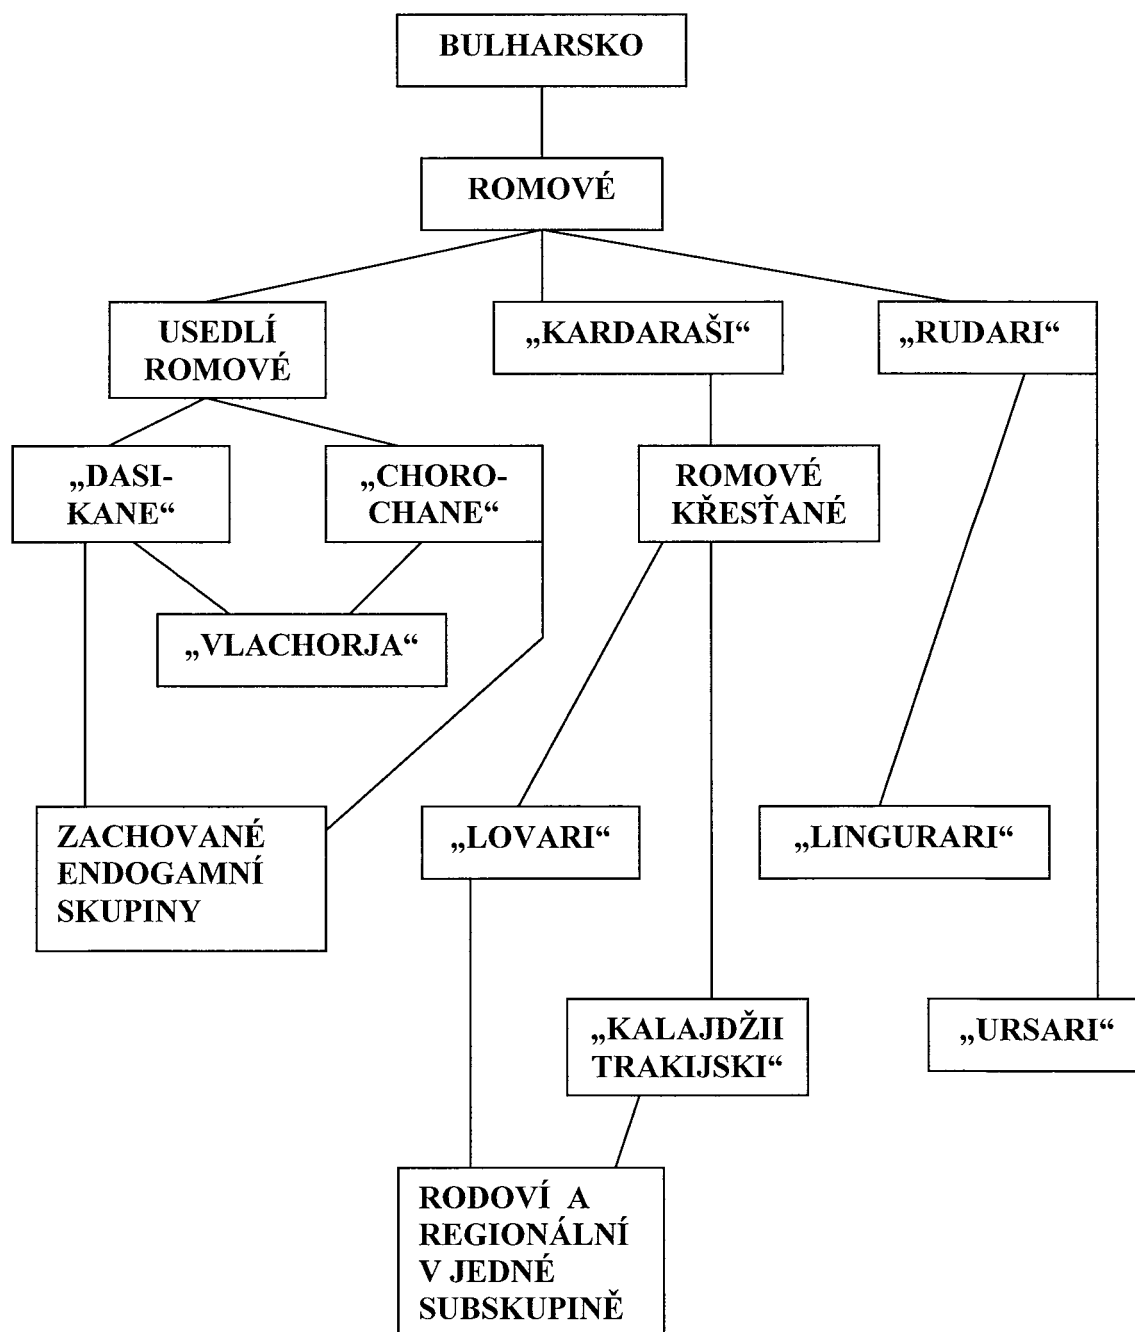 BULHARSKO
ROMOVÉ
USEDLÍ
ROMOVÉ
„KARDARAŠI“
„RUDARI“
„DASI-
KANE“
„CHORO-
CHANE“
ROMOVÉ
KŘESŤANÉ
„VLACHORJA“
ZACHOVANÉ
ENDOGAMNÍ
SKUPINY
„LOVARI“
„LINGURARI“
„KALAJDŽII
TRAKIJSKI“
„URSARI“
RODOVÍ A
REGIONÁLNÍ
V JEDNÉ
SUBSKUPINĚ